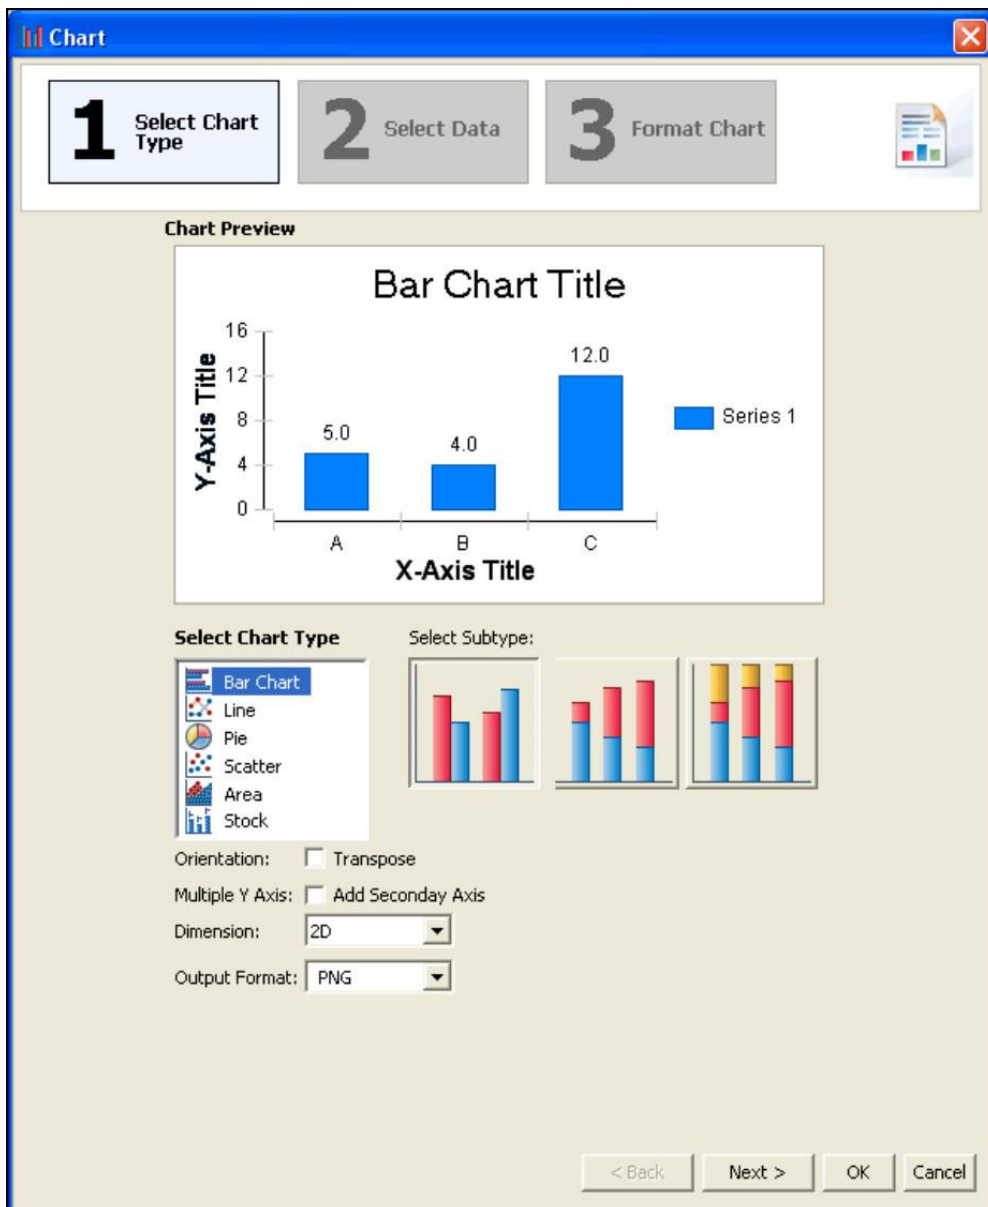 Chart
1 Select Chart Type
2 Select Data
3 Format Chart
Chart Preview
Bar Chart Title
Y-Axis Title
16
12
8
4
0
5.0
4.0
12.0
Series 1
A
B
C
X-Axis Title
Select Chart Type
Select Subtype:
Bar Chart
Line
Pie
Scatter
Area
Stock
Orientation: Transpose
Multiple Y Axis: Add Seconday Axis
Dimension: 2D
Output Format: PNG
< Back
Next >
OK
Cancel